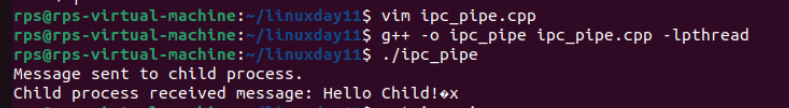 rps@rps-virtual-machine:~/linuxday11$ vim ipc_pipe.cpp
rps@rps-virtual-machine:~/linuxday11$ g++ -o ipc_pipe ipc_pipe.cpp -lpthread
rps@rps-virtual-machine:~/linuxday11$ ./ipc_pipe
Message sent to child process.
Child process received message: Hello Child!�x